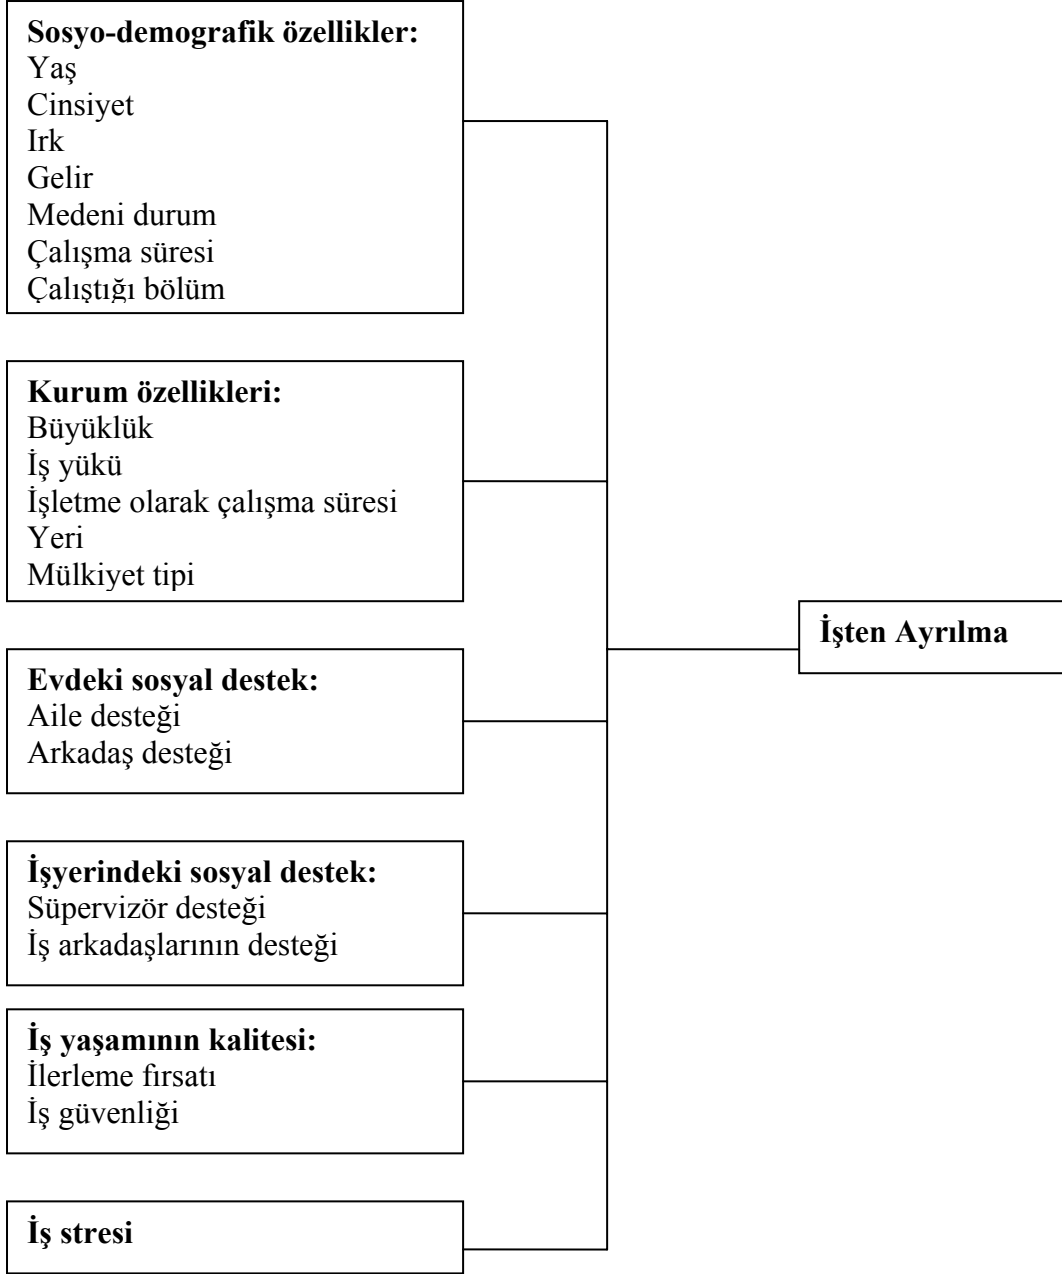 Sosyo-demografik özellikler:
Yaş
Cinsiyet
Irk
Gelir
Medeni durum
Çalışma süresi
Çalıştığı bölüm
Kurum özellikleri:
Büyüklük
İş yükü
İşletme olarak çalışma süresi
Yeri
Mülkiyet tipi
İşten Ayrılma
Evdeki sosyal destek:
Aile desteği
Arkadaş desteği
İşyerindeki sosyal destek:
Süpervizör desteği
İş arkadaşlarının desteği
İş yaşamının kalitesi:
İlerleme fırsatı
İş güvenliği
İş stresi